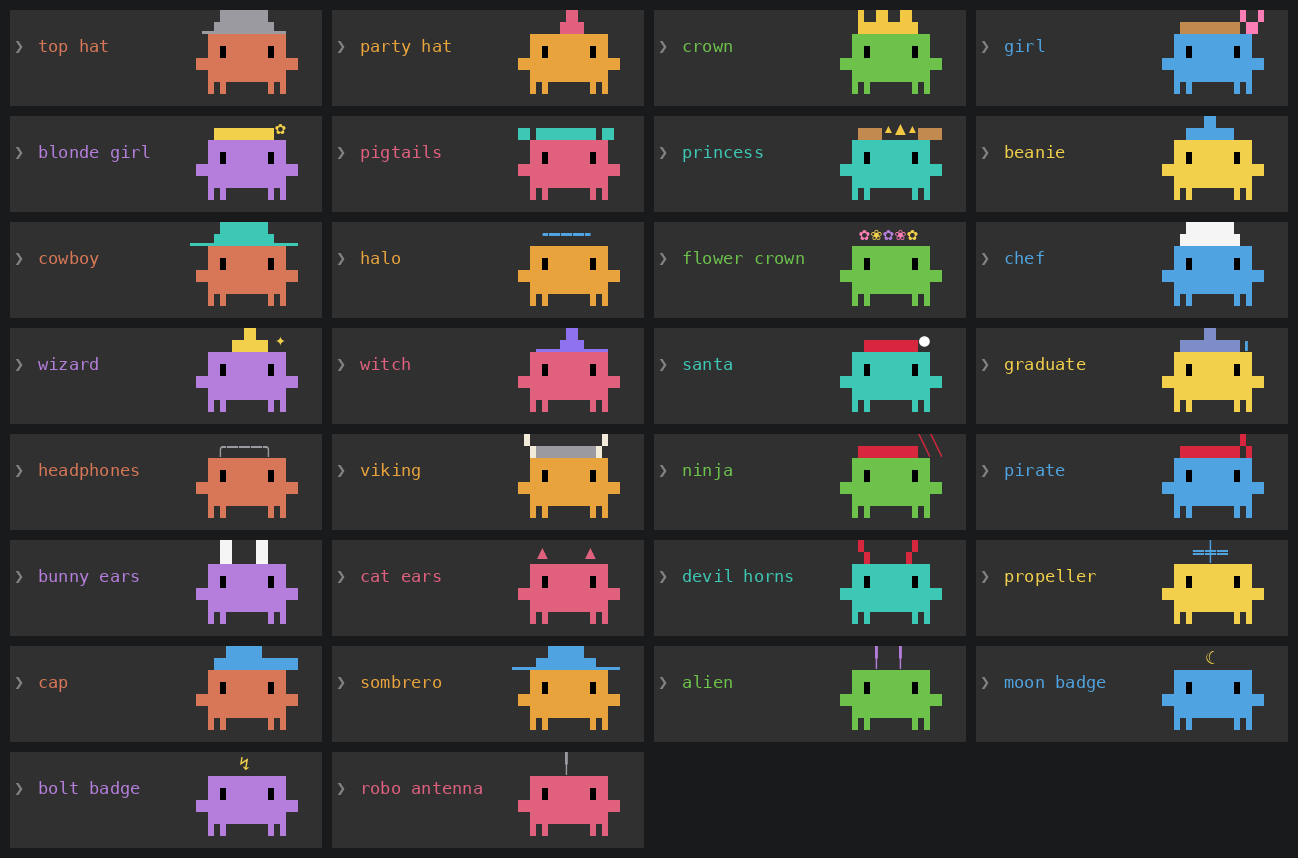 ❯ top hat
❯ party hat
❯ crown
❯ girl
❯ blonde girl
❯ pigtails
❯ princess
❯ beanie
❯ cowboy
❯ halo
❯ flower crown
❯ chef
❯ wizard
❯ witch
❯ santa
❯ graduate
❯ headphones
❯ viking
❯ ninja
❯ pirate
❯ bunny ears
❯ cat ears
❯ devil horns
❯ propeller
❯ cap
❯ sombrero
❯ alien
❯ moon badge
❯ bolt badge
❯ robo antenna